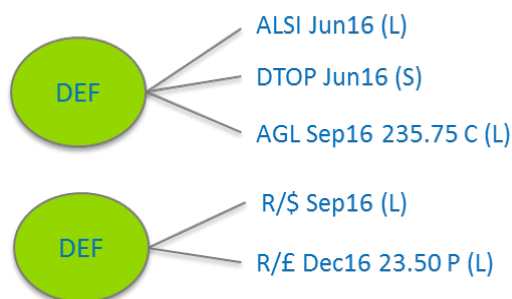 ALSI Jun16 (L)
DEF
DTOP Jun16 (S)
AGL Sep16 235.75 C (L)
R/$ Sep16 (L)
DEF
R/£ Dec16 23.50 P (L)